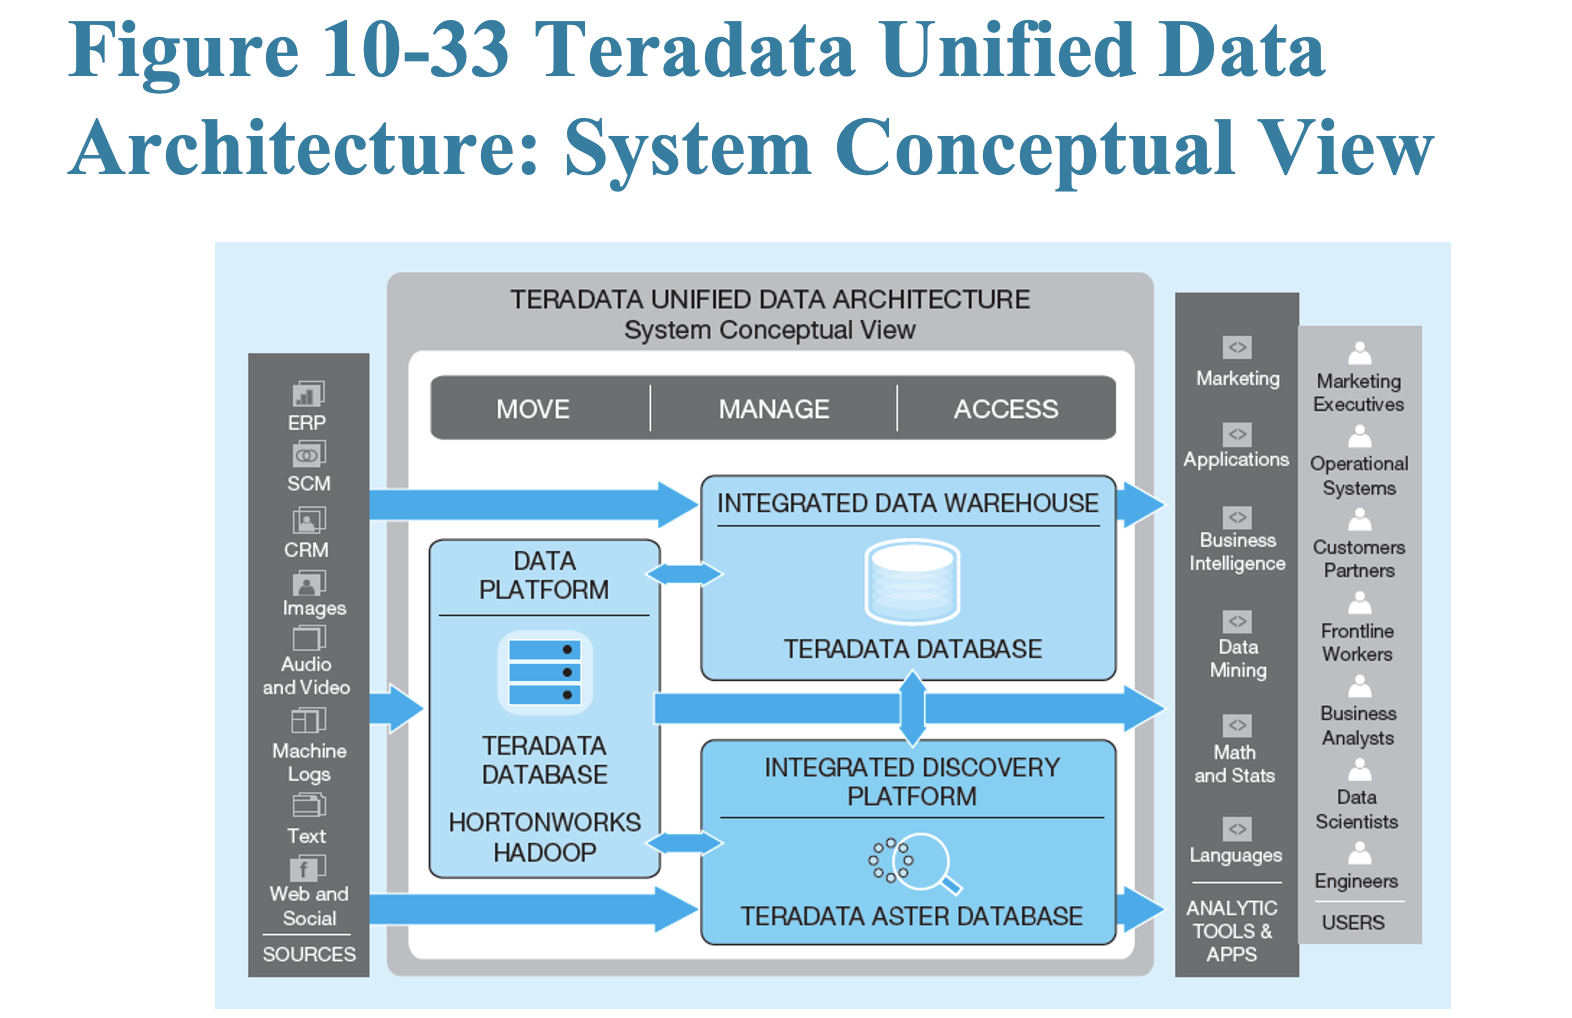 Figure 10-33 Teradata Unified Data
Architecture: System Conceptual View
TERADATA UNIFIED DATA ARCHITECTURE
System Conceptual View
MOVE
MANAGE
ACCESS
ERP
SCM
CRM
Images
Audio
and Video
Machine
Logs
Text
Web and
Social
SOURCES
DATA
PLATFORM
TERADATA
DATABASE
HORTONWORKS
HADOOP
INTEGRATED DATA WAREHOUSE
TERADATA DATABASE
INTEGRATED DISCOVERY
PLATFORM
TERADATA ASTER DATABASE
Marketing
Applications
Business
Intelligence
Data
Mining
Math
and Stats
Languages
ANALYTIC
TOOLS &
APPS
Marketing
Executives
Operational
Systems
Customers
Partners
Frontline
Workers
Business
Analysts
Data
Scientists
Engineers
USERS